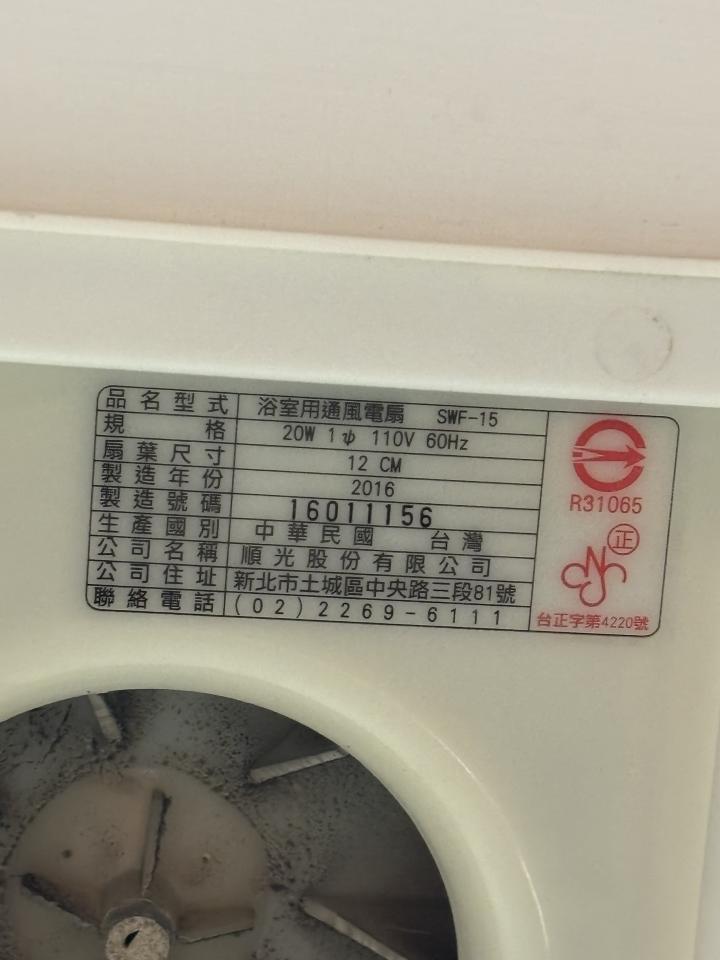 品名型式 浴室用通風電扇 SWF-15
規格 20W 1φ 110V 60Hz
扇葉尺寸 12 CM
製造年份 2016
製造號碼 16011156
生產國別 中華民國 台灣
公司名稱 順光股份有限公司
公司住址 新北市土城區中央路三段81號
聯絡電話 (02)2269-6111
R31065
正
台正字第4220號